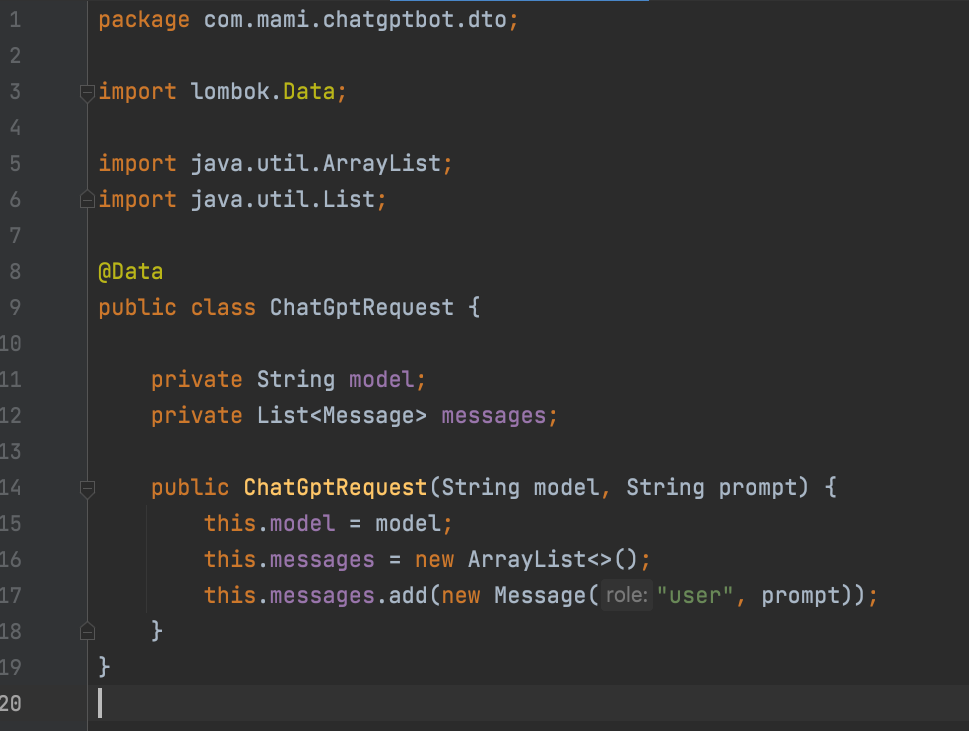 1 package com.mami.chatgptbot.dto;
2
3 import lombok.Data;
4
5 import java.util.ArrayList;
6 import java.util.List;
7
8 @Data
9 public class ChatGptRequest {
10
11     private String model;
12     private List<Message> messages;
13
14     public ChatGptRequest(String model, String prompt) {
15         this.model = model;
16         this.messages = new ArrayList<>();
17         this.messages.add(new Message( role: "user", prompt));
18     }
19 }
20